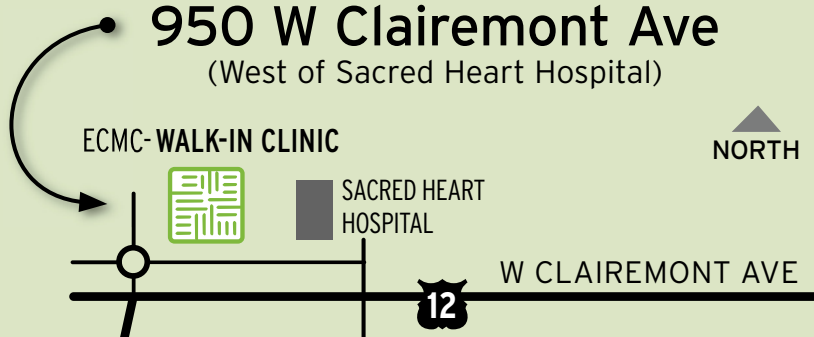 950 W Clairemont Ave
(West of Sacred Heart Hospital)
ECMC-WALK-IN CLINIC
NORTH
SACRED HEART
HOSPITAL
W CLAIREMONT AVE
12